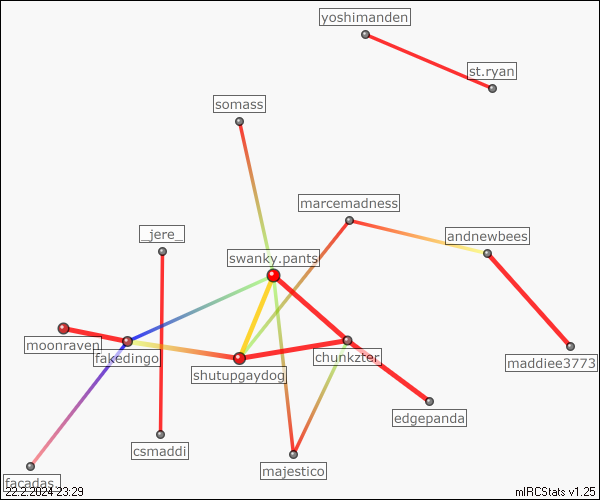 yoshimanden
st.ryan
somass
marcemadness
_jere_
andnewbees
swanky.pants
moonraven
fakedingo
chunkzter
maddiee3773
shutupgaydog
edgepanda
csmaddi
majestico
facadas.
22.2.2024 23:29
mIRCStats v1.25